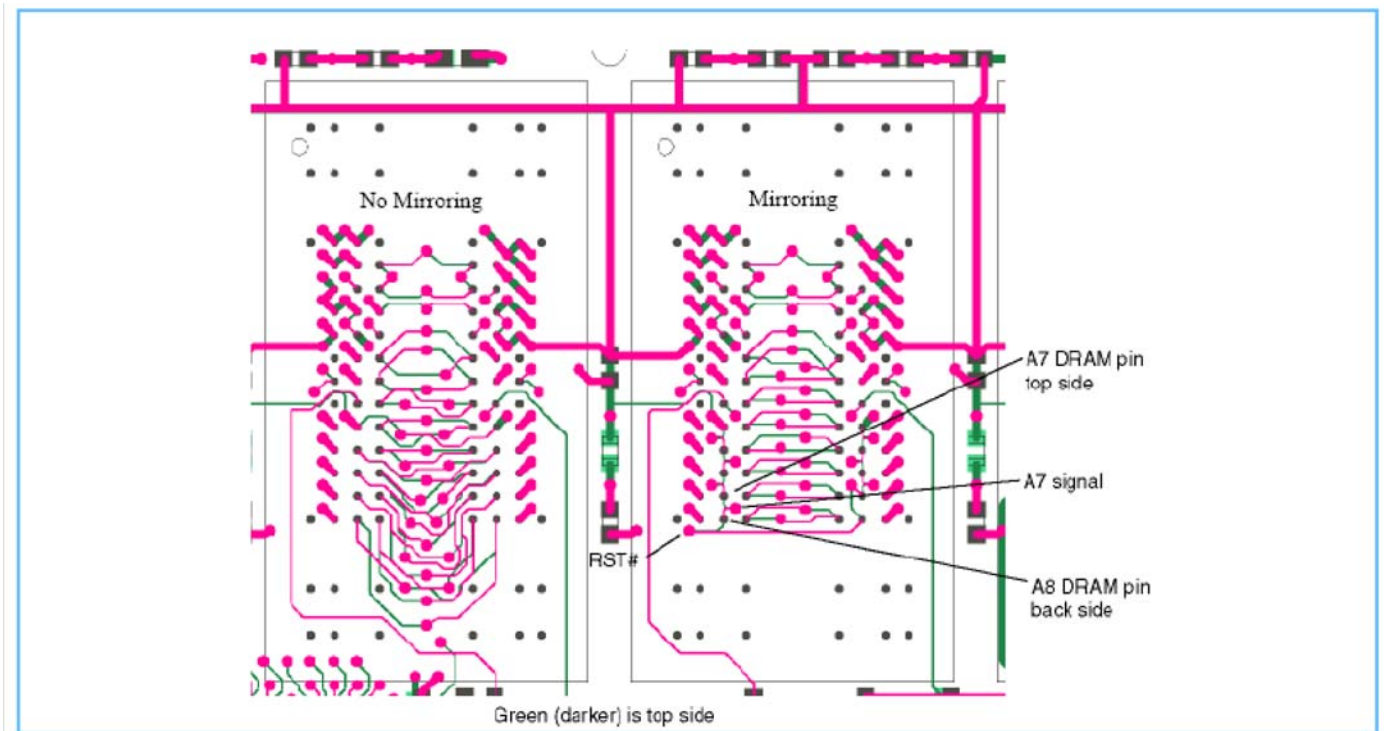 No Mirroring
Mirroring
A7 DRAM pin
top side
A7 signal
RST#
A8 DRAM pin
back side
Green (darker) is top side